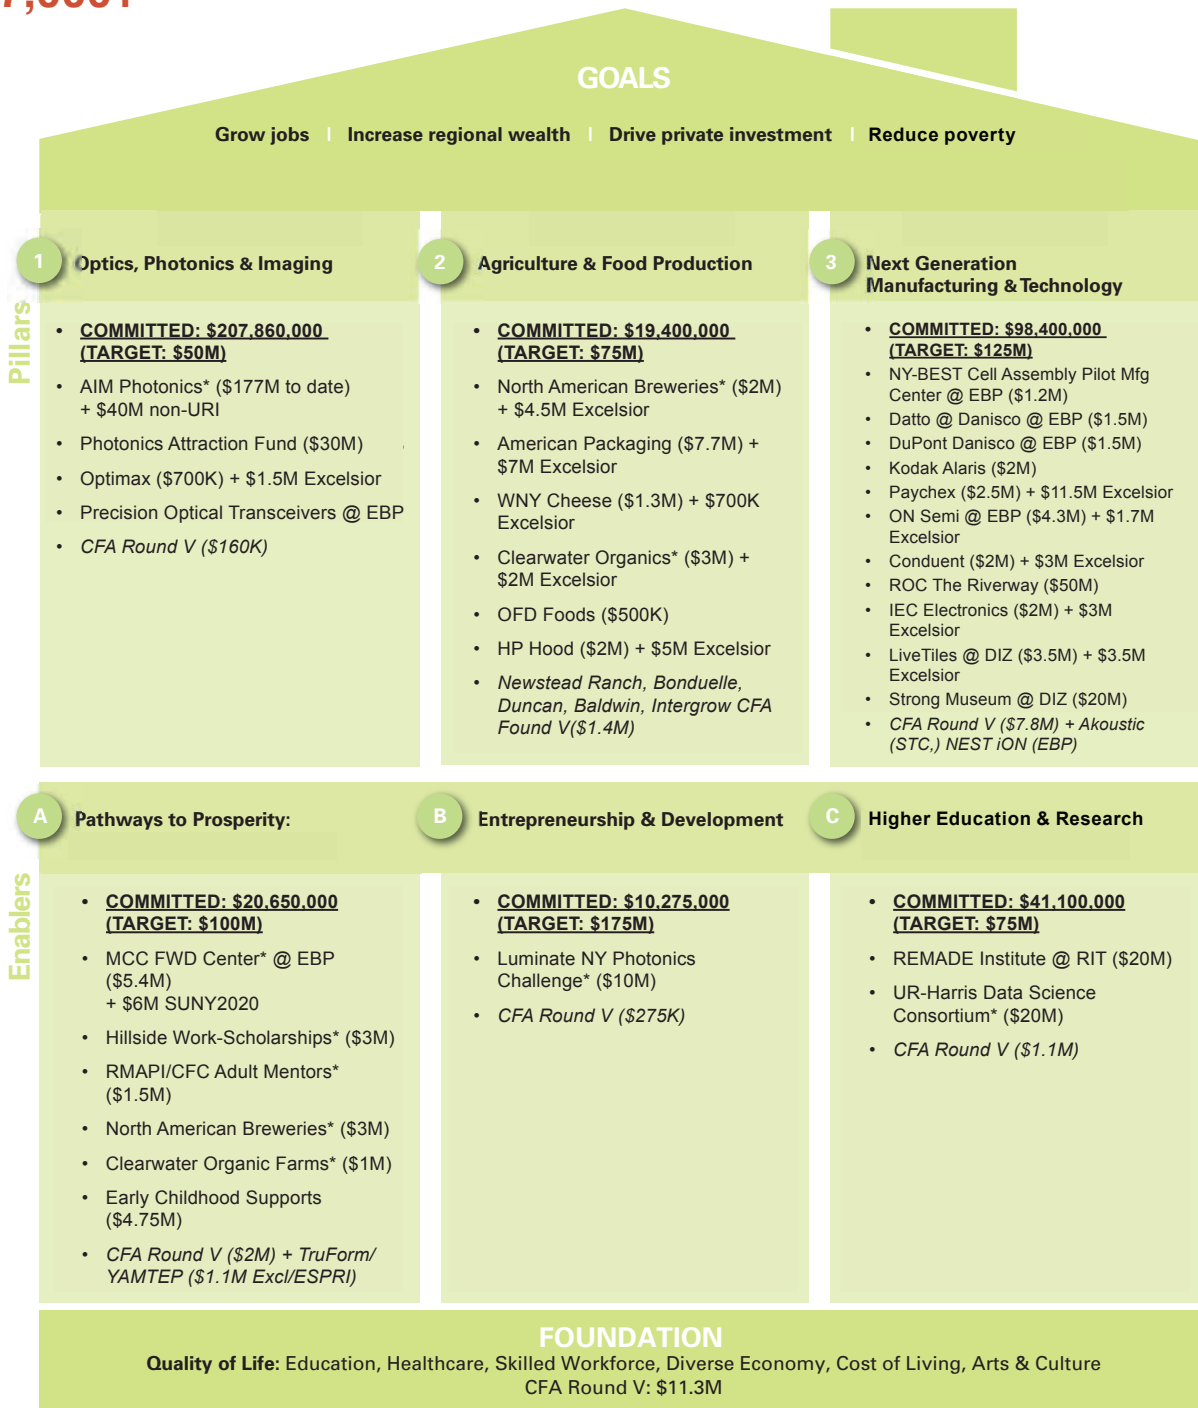 GOALS
Grow jobs | Increase regional wealth | Drive private investment | Reduce poverty
Pillars
1 Optics, Photonics & Imaging
• COMMITTED: $207,860,000
(TARGET: $50M)
• AIM Photonics* ($177M to date)
+ $40M non-URI
• Photonics Attraction Fund ($30M)
• Optimax ($700K) + $1.5M Excelsior
• Precision Optical Transceivers @ EBP
• CFA Round V ($160K)
2 Agriculture & Food Production
• COMMITTED: $19,400,000
(TARGET: $75M)
• North American Breweries* ($2M)
+ $4.5M Excelsior
• American Packaging ($7.7M) +
$7M Excelsior
• WNY Cheese ($1.3M) + $700K
Excelsior
• Clearwater Organics* ($3M) +
$2M Excelsior
• OFD Foods ($500K)
• HP Hood ($2M) + $5M Excelsior
• Newstead Ranch, Bonduelle,
Duncan, Baldwin, Intergrow CFA
Found V($1.4M)
3 Next Generation
Manufacturing & Technology
• COMMITTED: $98,400,000
(TARGET: $125M)
• NY-BEST Cell Assembly Pilot Mfg
Center @ EBP ($1.2M)
• Datto @ Danisco @ EBP ($1.5M)
• DuPont Danisco @ EBP ($1.5M)
• Kodak Alaris ($2M)
• Paychex ($2.5M) + $11.5M Excelsior
• ON Semi @ EBP ($4.3M) + $1.7M
Excelsior
• Conduent ($2M) + $3M Excelsior
• ROC The Riverway ($50M)
• IEC Electronics ($2M) + $3M
Excelsior
• LiveTiles @ DIZ ($3.5M) + $3.5M
Excelsior
• Strong Museum @ DIZ ($20M)
• CFA Round V ($7.8M) + Akoustic
(STC,) NEST iON (EBP)
Enablers
A Pathways to Prosperity:
• COMMITTED: $20,650,000
(TARGET: $100M)
• MCC FWD Center* @ EBP
($5.4M)
+ $6M SUNY2020
• Hillside Work-Scholarships* ($3M)
• RMAPI/CFC Adult Mentors*
($1.5M)
• North American Breweries* ($3M)
• Clearwater Organic Farms* ($1M)
• Early Childhood Supports
($4.75M)
• CFA Round V ($2M) + TruForm/
YAMTEP ($1.1M Excl/ESPRI)
B Entrepreneurship & Development
• COMMITTED: $10,275,000
(TARGET: $175M)
• Luminate NY Photonics
Challenge* ($10M)
• CFA Round V ($275K)
C Higher Education & Research
• COMMITTED: $41,100,000
(TARGET: $75M)
• REMADE Institute @ RIT ($20M)
• UR-Harris Data Science
Consortium* ($20M)
• CFA Round V ($1.1M)
FOUNDATION
Quality of Life: Education, Healthcare, Skilled Workforce, Diverse Economy, Cost of Living, Arts & Culture
CFA Round V: $11.3M